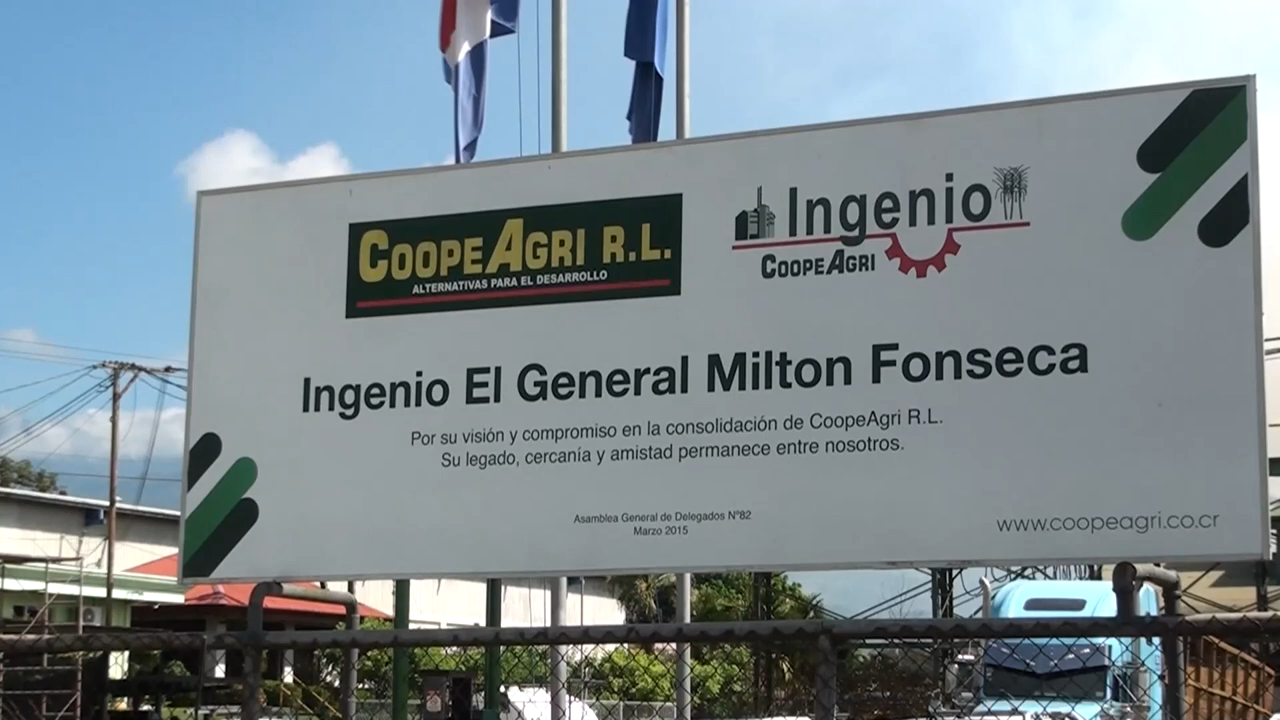 COOPEAGRI R.L.
ALTERNATIVAS PARA EL DESARROLLO
Ingenio
COOPEAGRI
Ingenio El General Milton Fonseca
Por su visión y compromiso en la consolidación de CoopeAgri R.L.
Su legado, cercanía y amistad permanece entre nosotros.
Asamblea General de Delegados Nº82
Marzo 2015
www.coopeagri.co.cr